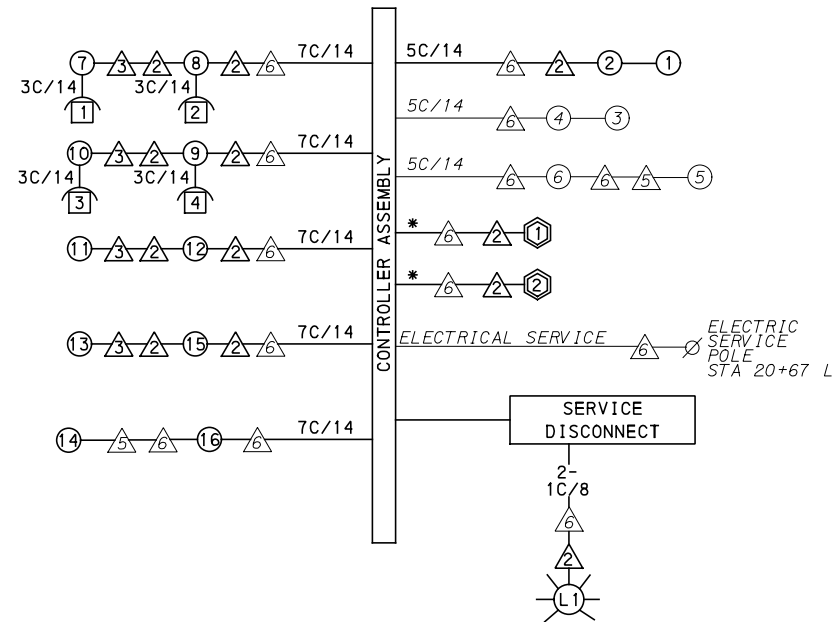 7C/14
7 3 2 8 2 6
3C/14 3C/14
1 2
7C/14
10 3 2 9 2 6
3C/14 3C/14
3 4
7C/14
11 3 2 12 2 6
7C/14
13 3 2 15 2 6
7C/14
14 5 6 16 6
CONTROLLER ASSEMBLY
5C/14
6 2 2 1
5C/14
6 4 3
5C/14
6 6 6 5 5
* 6 2 1
* 6 2 2
ELECTRICAL SERVICE 6
ELECTRIC
SERVICE
POLE
STA 20+67 L
SERVICE
DISCONNECT
2-
1C/8
6
2
L1